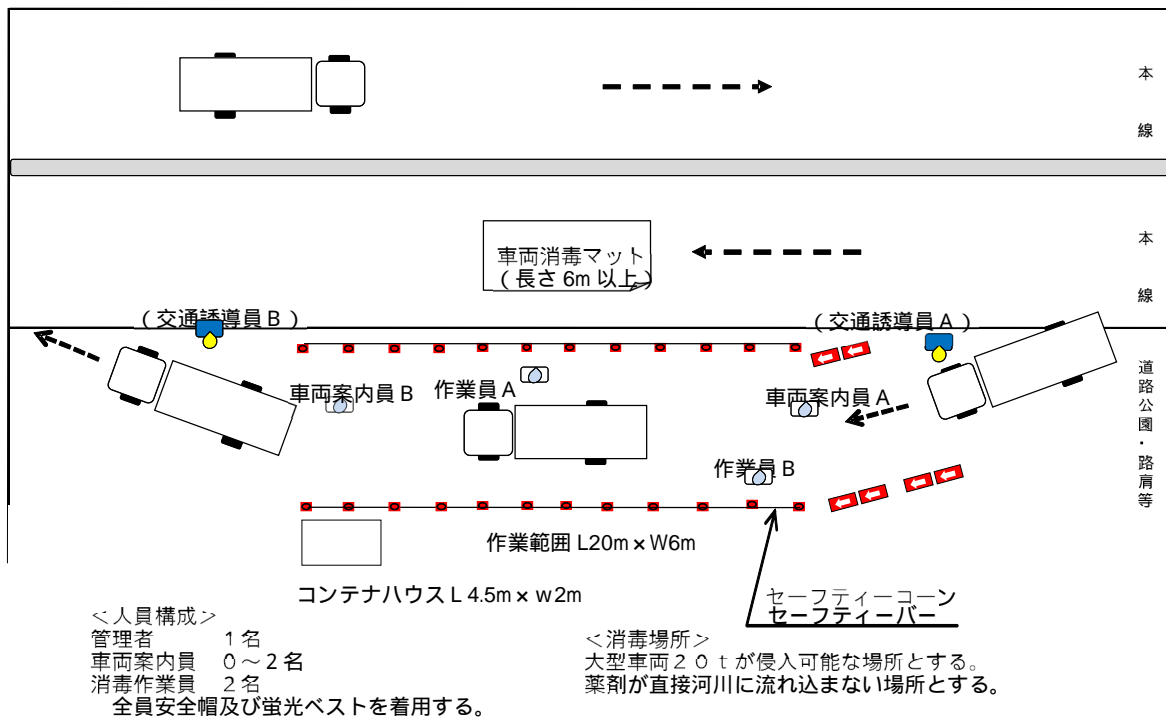 本線
車両消毒マット
（長さ6m以上）
本線
（交通誘導員B）
（交通誘導員A）
車両案内員B
作業員A
車両案内員A
作業員B
道路公園・路肩等
作業範囲 L20m×W6m
コンテナハウスL 4.5m×w2m
セーフティーコーン
セーフティーバー
＜人員構成＞
管理者　　　１名
車両案内員　０～２名
消毒作業員　２名
全員安全帽及び蛍光ベストを着用する。
＜消毒場所＞
大型車両２０ｔが侵入可能な場所とする。
薬剤が直接河川に流れ込まない場所とする。